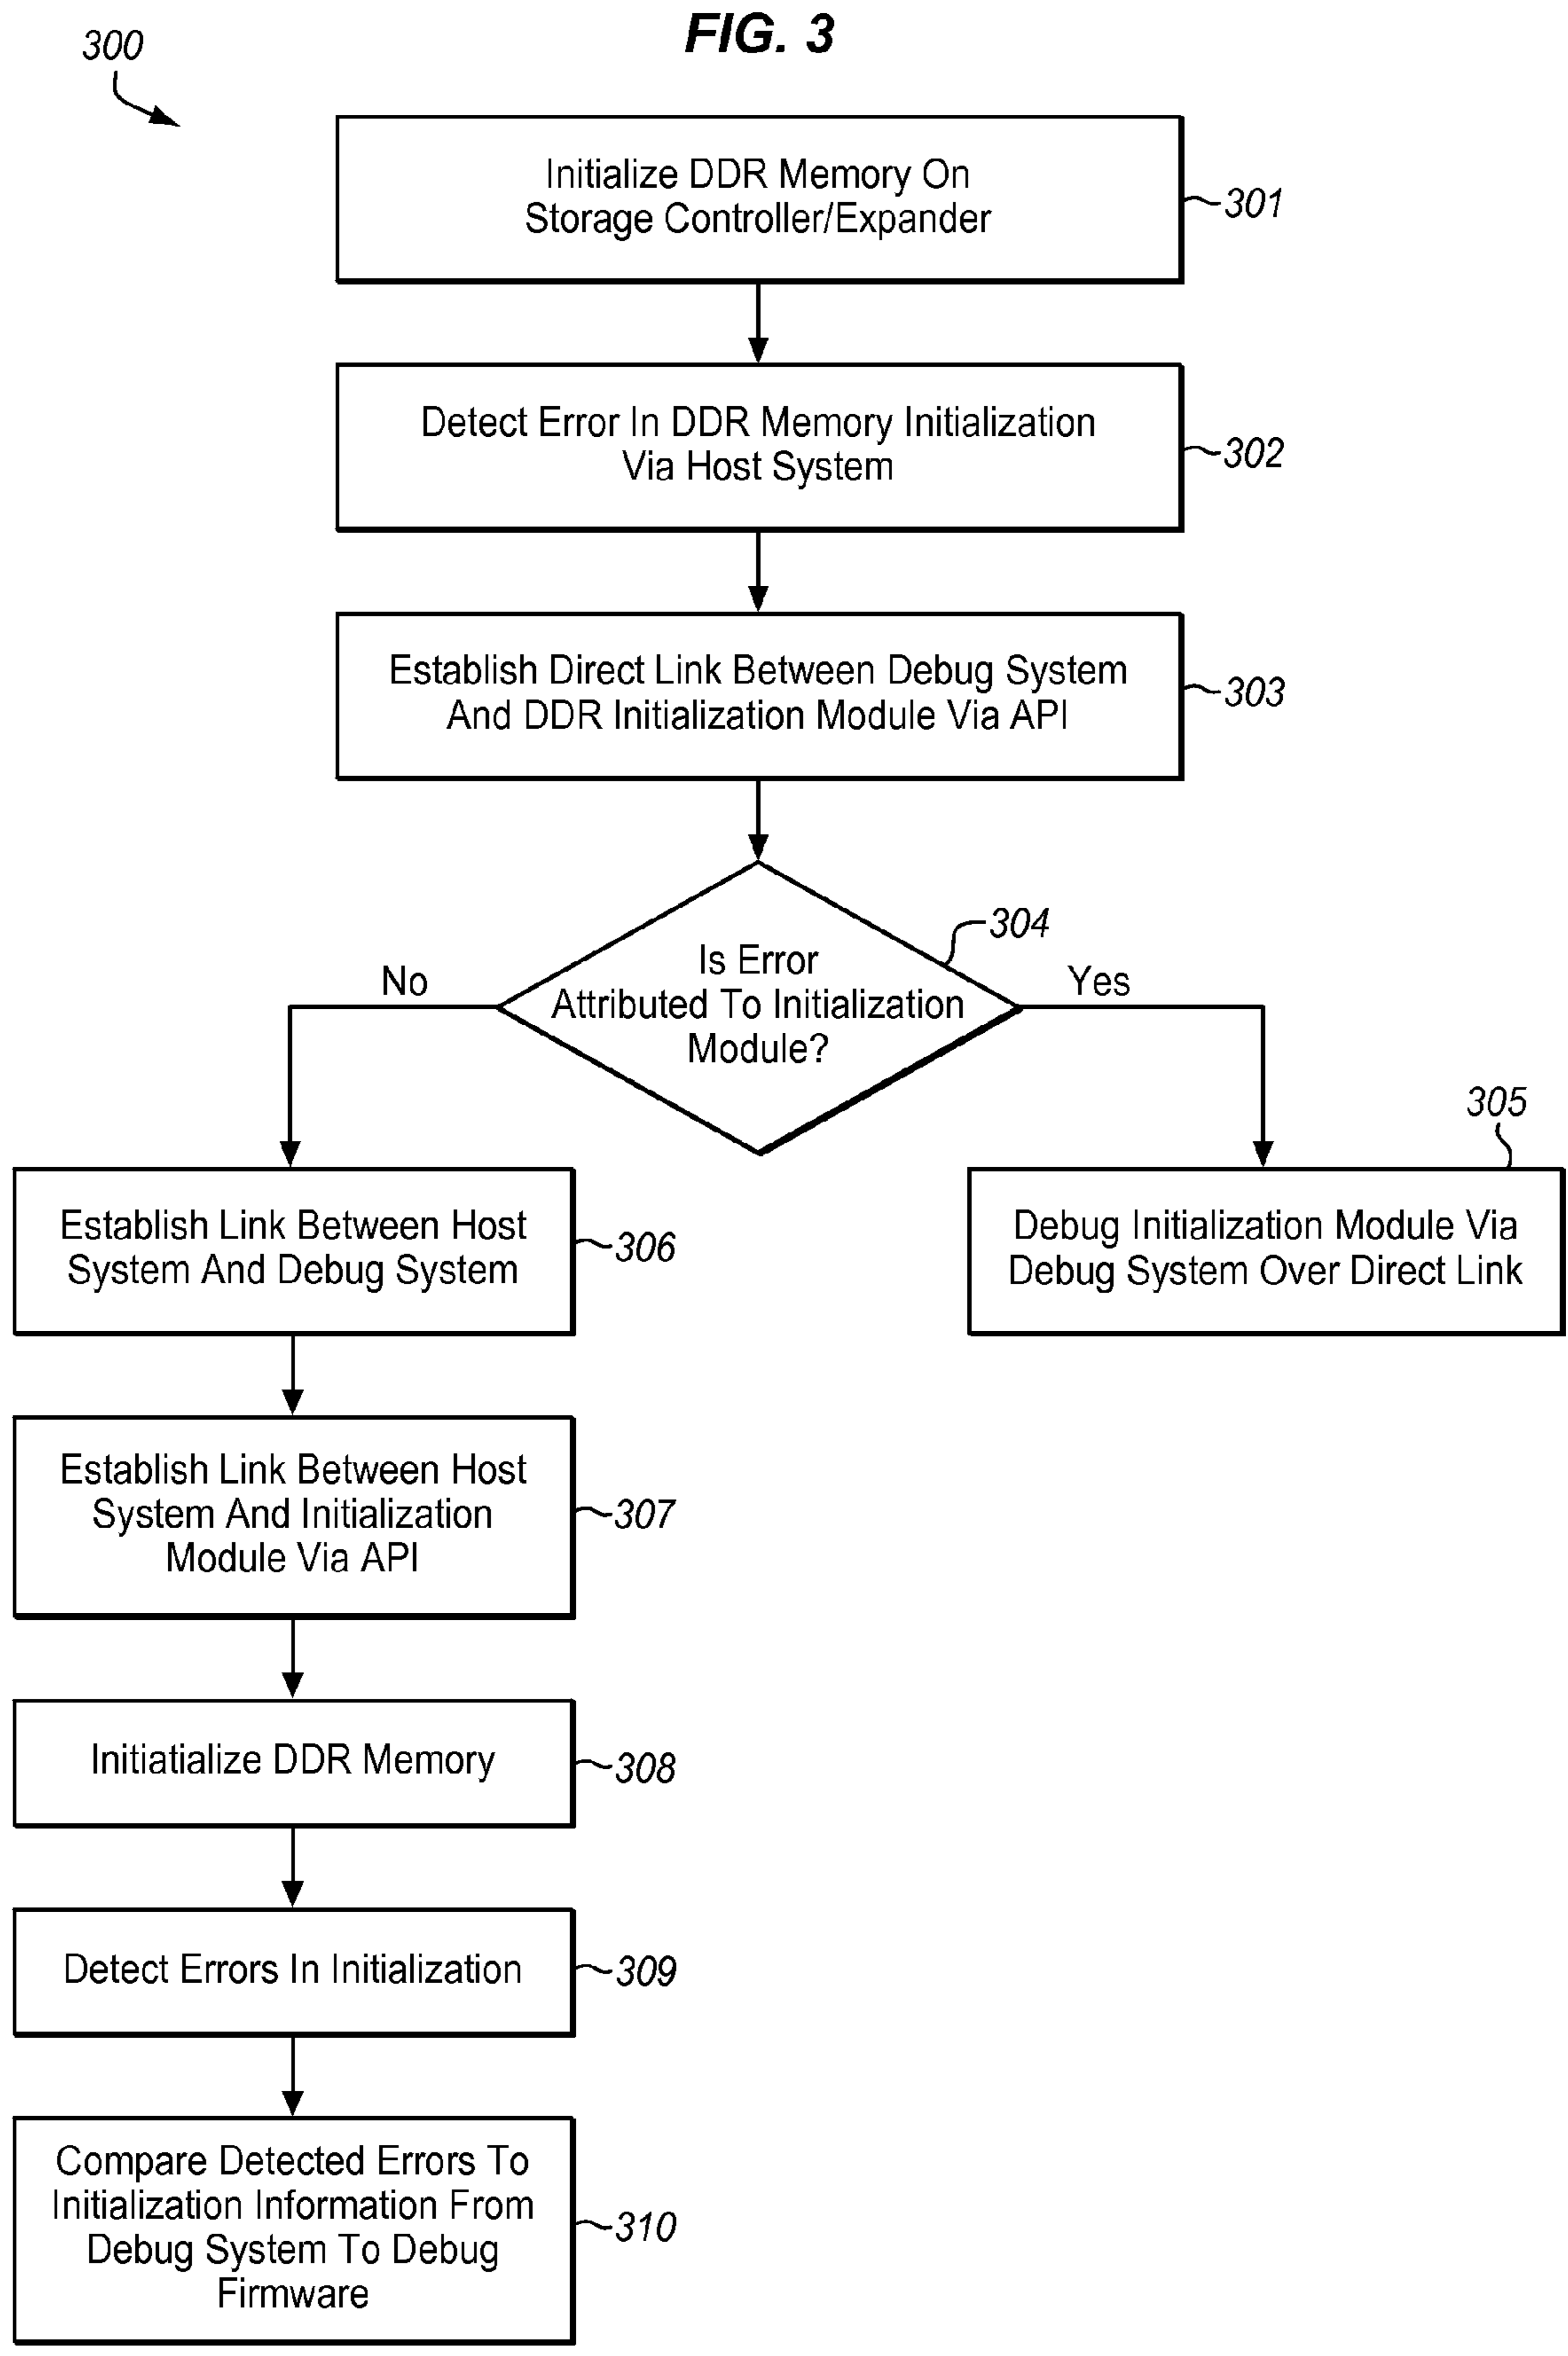 FIG. 3
300
Initialize DDR Memory On
Storage Controller/Expander
301
Detect Error In DDR Memory Initialization
Via Host System
302
Establish Direct Link Between Debug System
And DDR Initialization Module Via API
303
304
Is Error
Attributed To Initialization
Module?
No
Yes
305
Debug Initialization Module Via
Debug System Over Direct Link
Establish Link Between Host
System And Debug System
306
Establish Link Between Host
System And Initialization
Module Via API
307
Initiatialize DDR Memory
308
Detect Errors In Initialization
309
Compare Detected Errors To
Initialization Information From
Debug System To Debug
Firmware
310